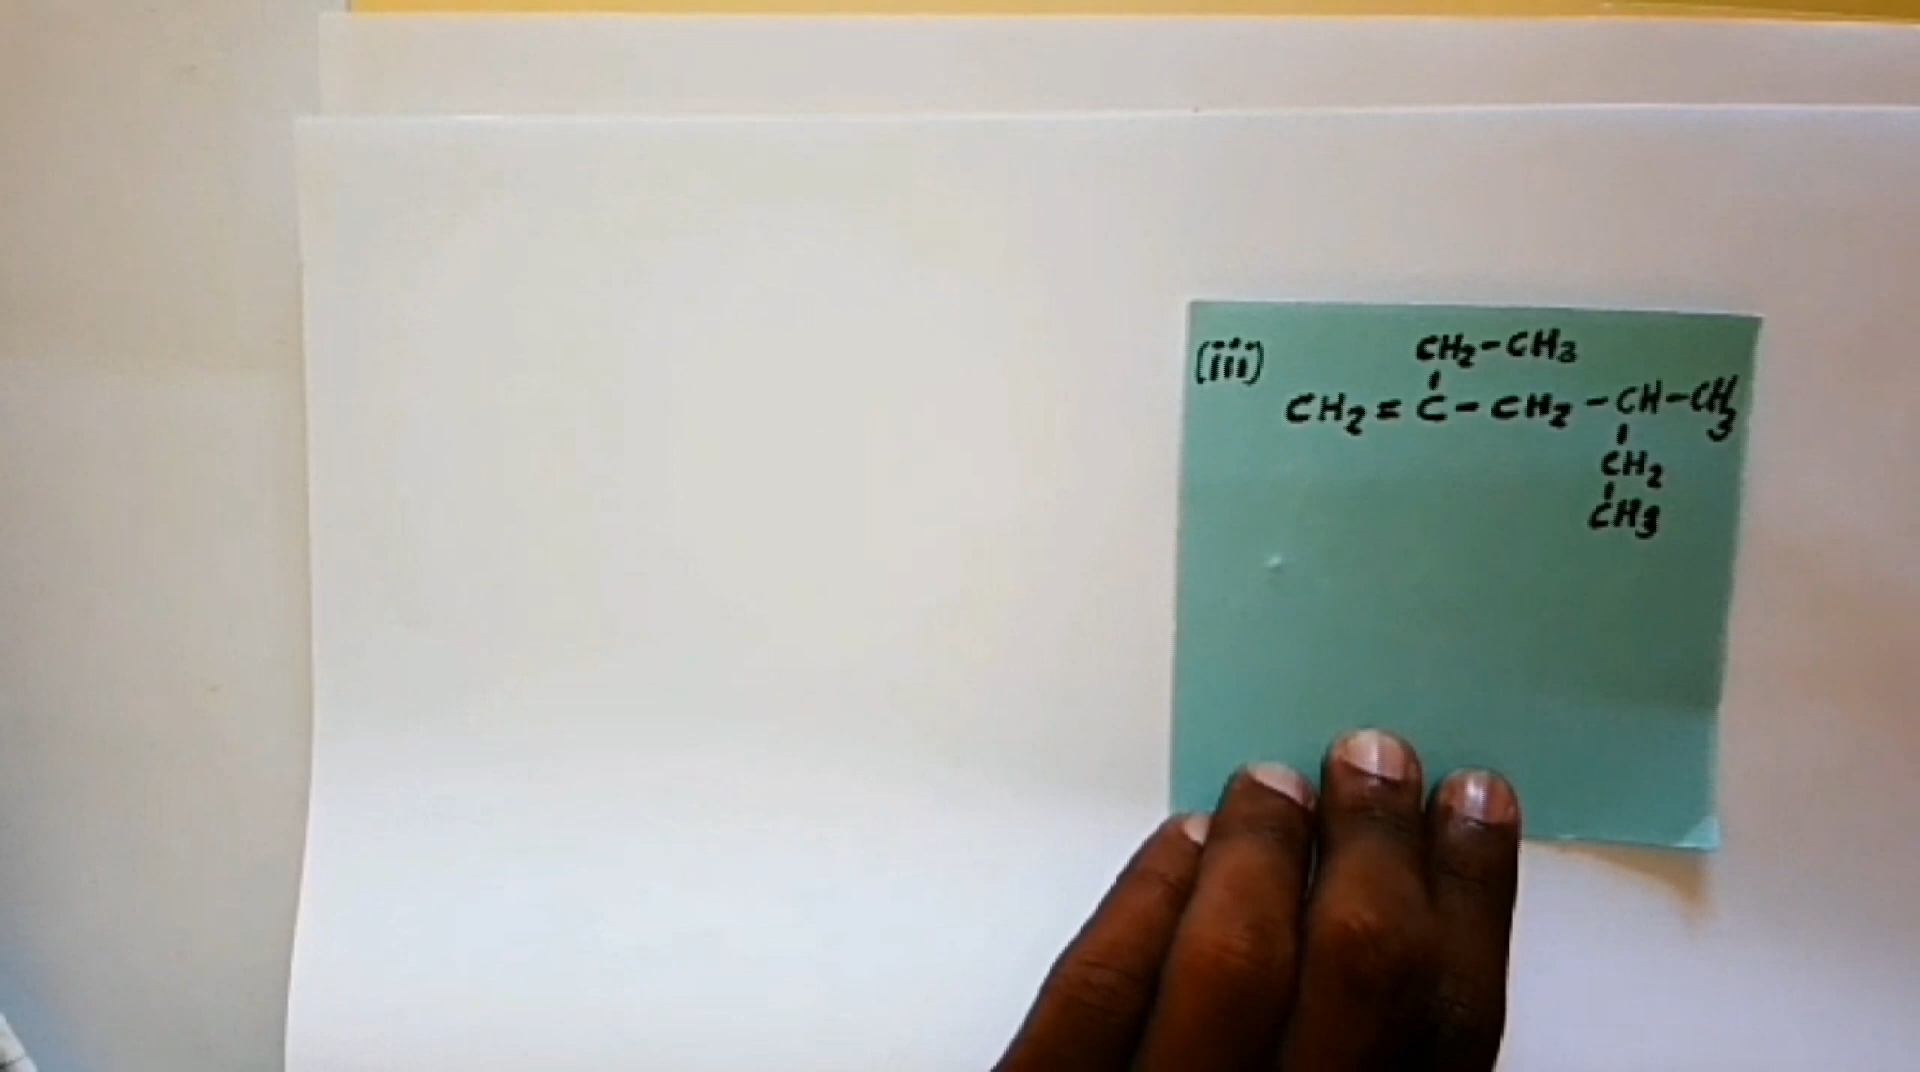 (iii) CH₂-CH₃
CH₂=C-CH₂-CH-CH₃
CH₂
CH₃